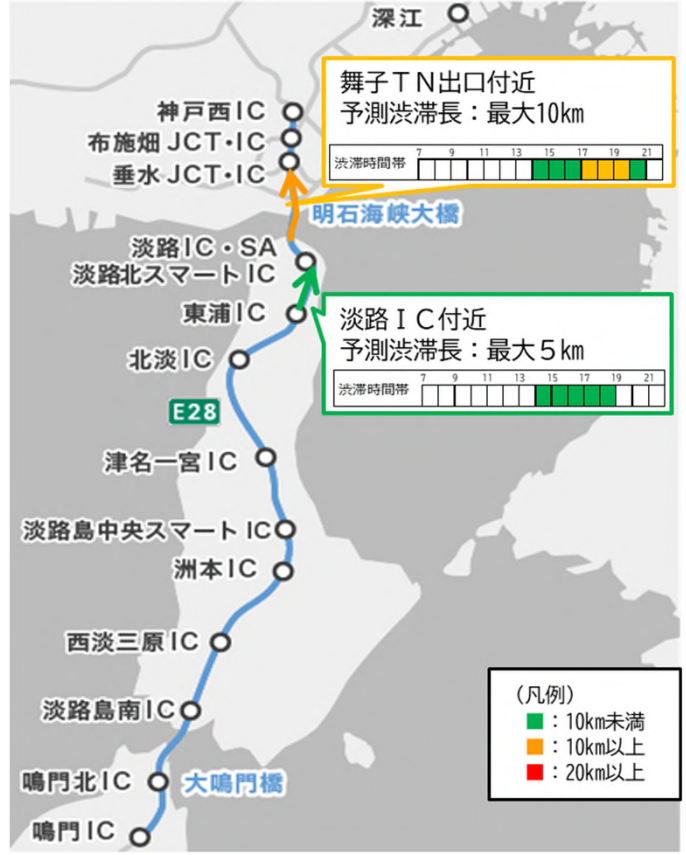 深江
舞子TN出口付近
予測渋滞長：最大10km
渋滞時間帯
7 9 11 13 15 17 19 21
神戸西IC
布施畑JCT・IC
垂水JCT・IC
明石海峡大橋
淡路IC・SA
淡路北スマートIC
東浦IC
淡路IC付近
予測渋滞長：最大5km
渋滞時間帯
7 9 11 13 15 17 19 21
北淡IC
E28
津名一宮IC
淡路島中央スマートIC
洲本IC
西淡三原IC
淡路島南IC
鳴門北IC
大鳴門橋
鳴門IC
（凡例）
：10km未満
：10km以上
：20km以上